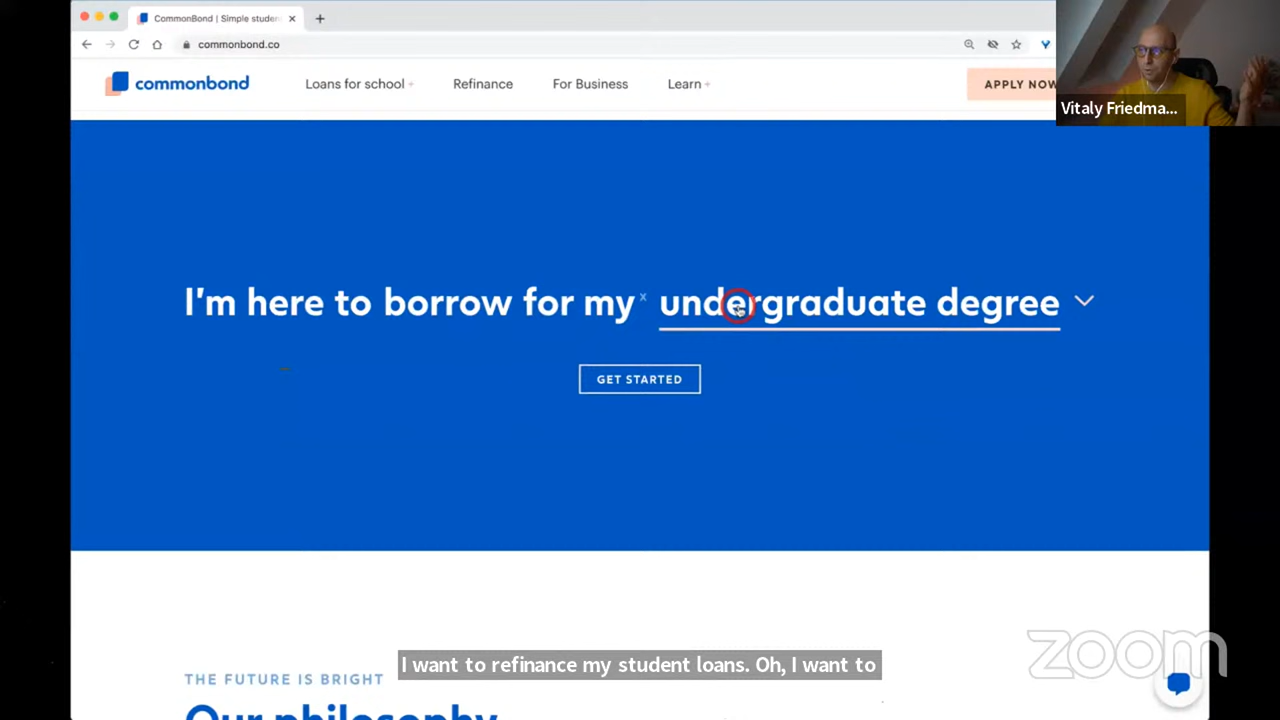 CommonBond | Simple studen
commonbond.co
commonbond
Loans for school +
Refinance
For Business
Learn +
APPLY NOW
Vitaly Friedma...
I'm here to borrow for my x undergraduate degree
GET STARTED
THE FUTURE IS BRIGHT
Our philosophy
I want to refinance my student loans. Oh, I want to
zoom